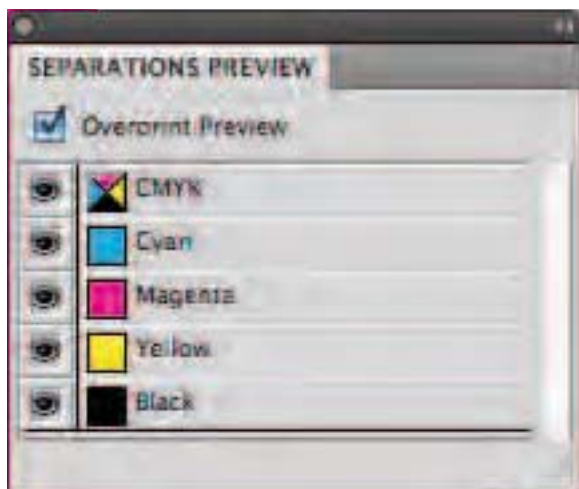 SEPARATIONS PREVIEW
Overprint Preview
CMYK
Cyan
Magenta
Yellow
Black